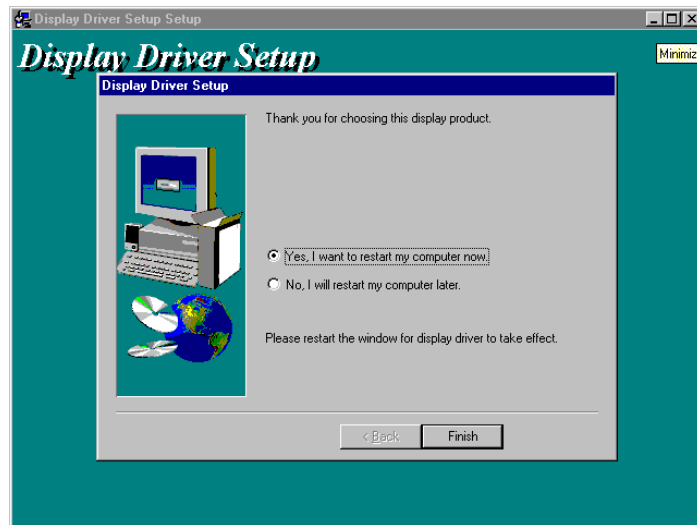 Display Driver Setup Setup
Display Driver Setup
Minimiz
Display Driver Setup
Thank you for choosing this display product.
Yes, I want to restart my computer now.
No, I will restart my computer later.
Please restart the window for display driver to take effect.
< Back
Finish